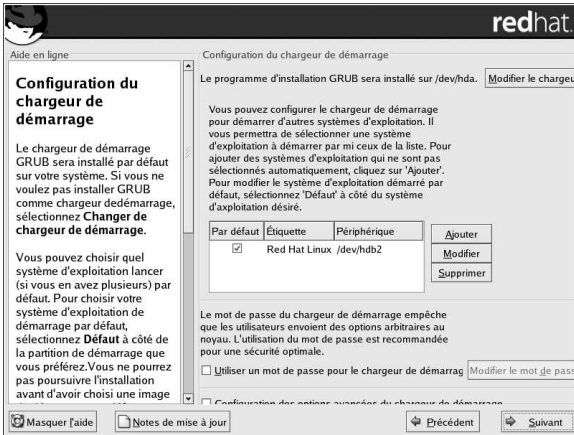 redhat.
Aide en ligne
Configuration du
chargeur de
démarrage
Le chargeur de démarrage
GRUB sera installé par défaut
sur votre système. Si vous ne
voulez pas installer GRUB
comme chargeur dedémarrage,
sélectionnez Changer de
chargeur de démarrage.
Vous pouvez choisir quel
système d'exploitation lancer
(si vous en avez plusieurs) par
défaut. Pour choisir votre
système d'exploitation de
démarrage par défaut,
sélectionnez Défaut à côté de
la partition de démarrage que
vous préférez.Vous ne pourrez
pas poursuivre l'installation
avant d'avoir choisi une image
Configuration du chargeur de démarrage
Le programme d'installation GRUB sera installé sur /dev/hda. Modifier le chargeu
Vous pouvez configurer le chargeur de démarrage
pour démarrer d'autres systèmes d'exploitation. Il
vous permettra de sélectionner une système
d'exploitation à démarrer par mi ceux de la liste. Pour
ajouter des systèmes d'exploitation qui ne sont pas
sélectionnés automatiquement, cliquez sur 'Ajouter'.
Pour modifier le système d'exploitation démarré par
défaut, sélectionnez 'Défaut' à côté du système
d'axploitation désiré.
Par défaut Étiquette Périphérique
Red Hat Linux /dev/hdb2
Ajouter
Modifier
Supprimer
Le mot de passe du chargeur de démarrage empêche
que les utilisateurs envoient des options arbitraires au
noyau. L'utilisation du mot de passe est recommandée
pour une sécurité optimale.
Utiliser un mot de passe pour le chargeur de démarrag Modifier le mot de pass
Configuration des options avancées du chargeur de démarrage
Masquer l'aide Notes de mise à jour Précédent Suivant